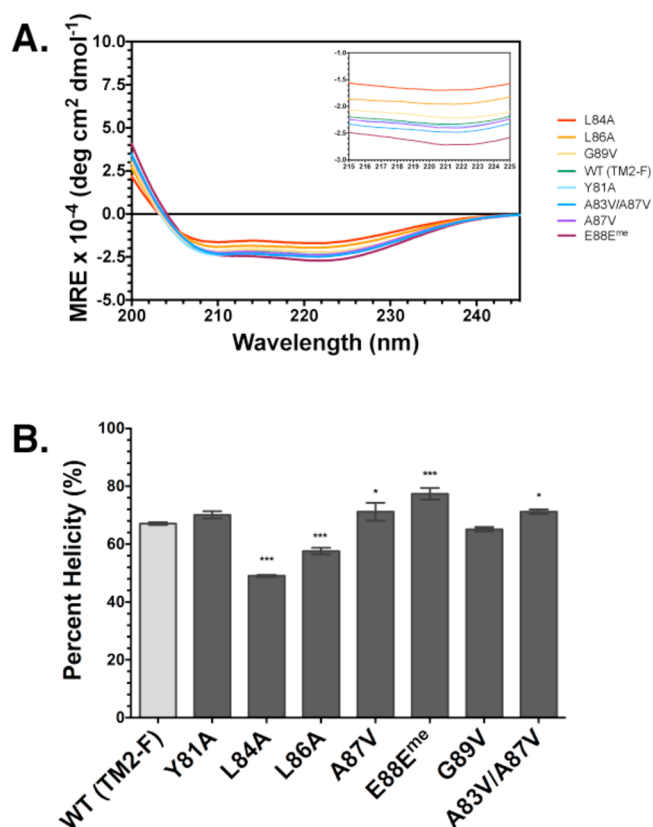 A.
MRE x 10-4 (deg cm2 dmol-1)
10.0
7.5
5.0
2.5
0.0
-2.5
-5.0
200
210
220
230
240
Wavelength (nm)
-1.0
-1.5
-2.0
-2.5
-3.0
215 216 217 218 219 220 221 222 223 224 225
L84A
L86A
G89V
WT (TM2-F)
Y81A
A83V/A87V
A87V
E88Eme
B.
Percent Helicity (%)
100
80
60
40
20
0
***
***
*
***
*
WT (TM2-F)
Y81A
L84A
L86A
A87V
E88Eme
G89V
A83V/A87V